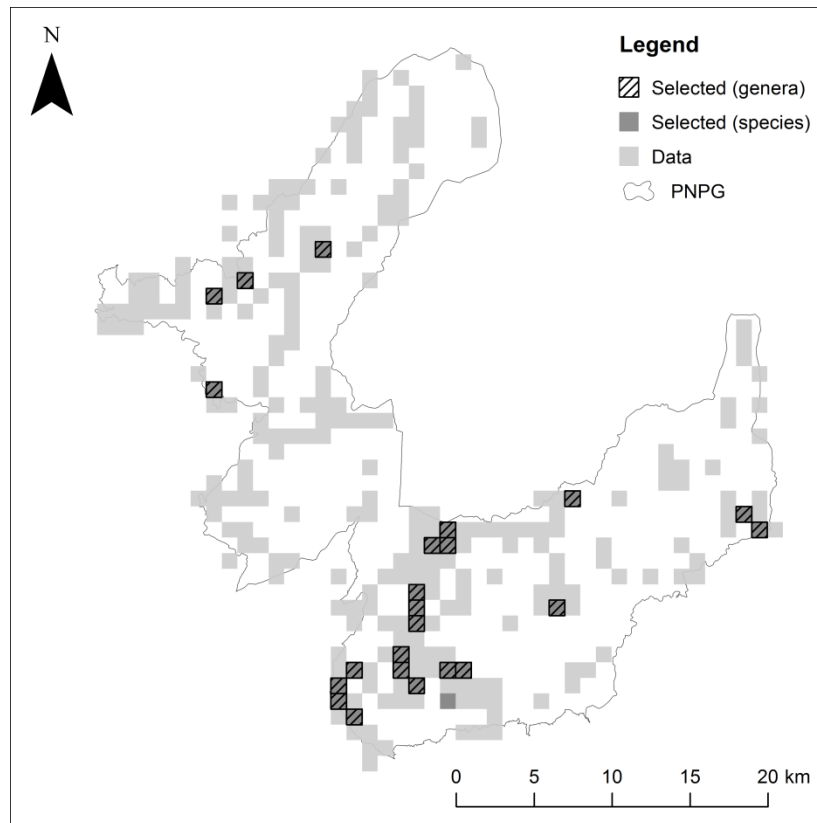 N
Legend
Selected (genera)
Selected (species)
Data
PNPG
0 5 10 15 20 km